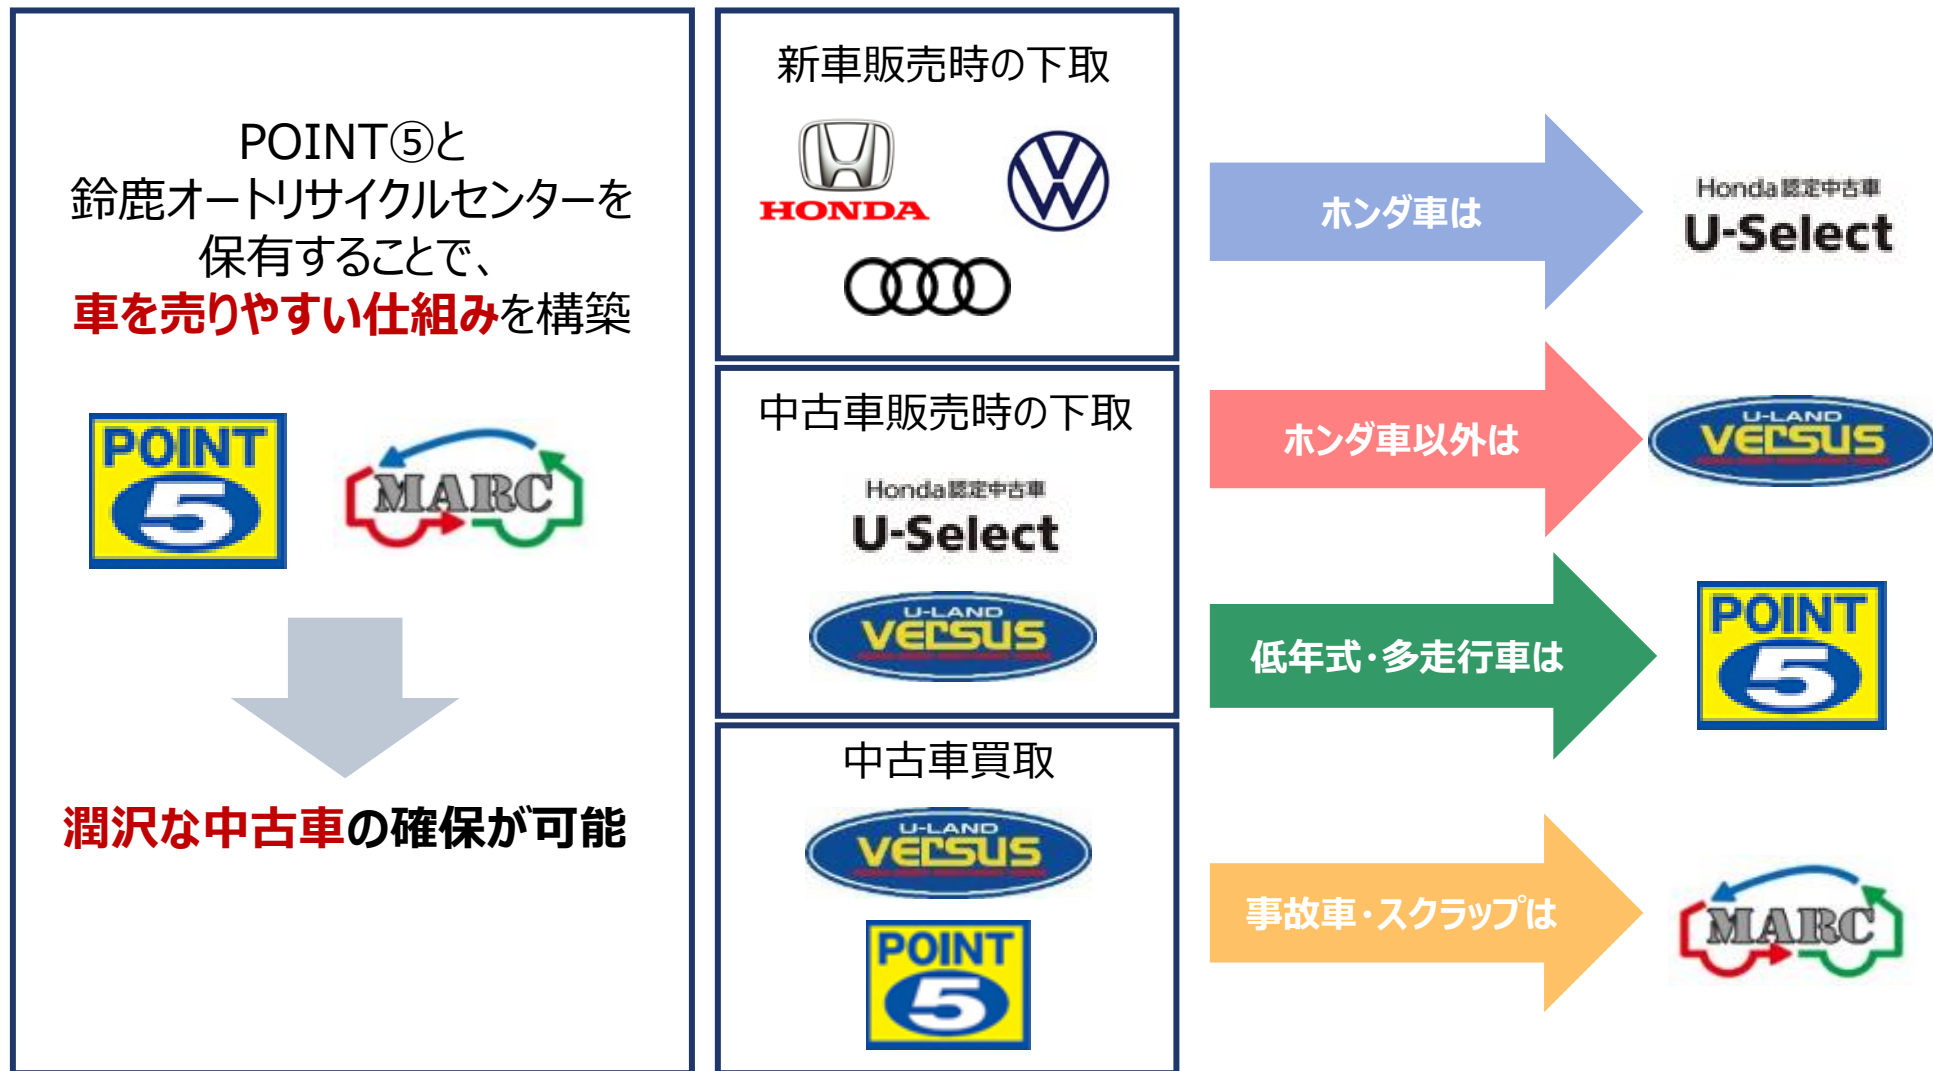 POINT⑤と
鈴鹿オートリサイクルセンターを
保有することで、
車を売りやすい仕組みを構築
POINT
5
MARC
潤沢な中古車の確保が可能
新車販売時の下取
HONDA
中古車販売時の下取
Honda認定中古車
U-Select
U-LAND
VERSUS
中古車買取
U-LAND
VERSUS
POINT
5
ホンダ車は
Honda認定中古車
U-Select
ホンダ車以外は
U-LAND
VERSUS
低年式・多走行車は
POINT
5
事故車・スクラップは
MARC